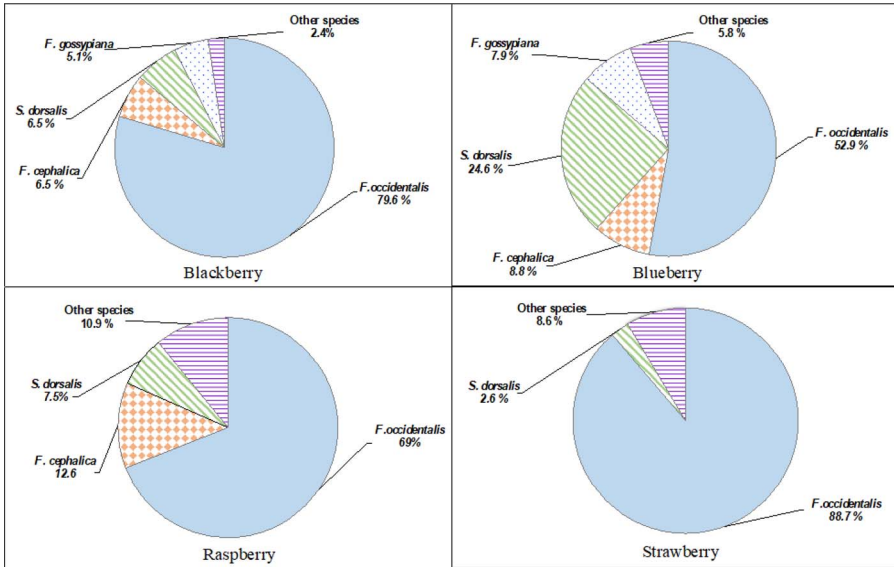 Other species
2.4%
F. gossypiana
5.1%
S. dorsalis
6.5 %
F. cephalica
6.5 %
F.occidentalis
79.6 %
Blackberry
Other species
5.8 %
F. gossypiana
7.9 %
F. occidentalis
52.9 %
S. dorsalis
24.6 %
F. cephalica
8.8 %
Blueberry
Other species
10.9 %
S. dorsalis
7.5%
F.occidentalis
69%
F. cephalica
12.6
Raspberry
Other species
8.6 %
S. dorsalis
2.6 %
F.occidentalis
88.7 %
Strawberry